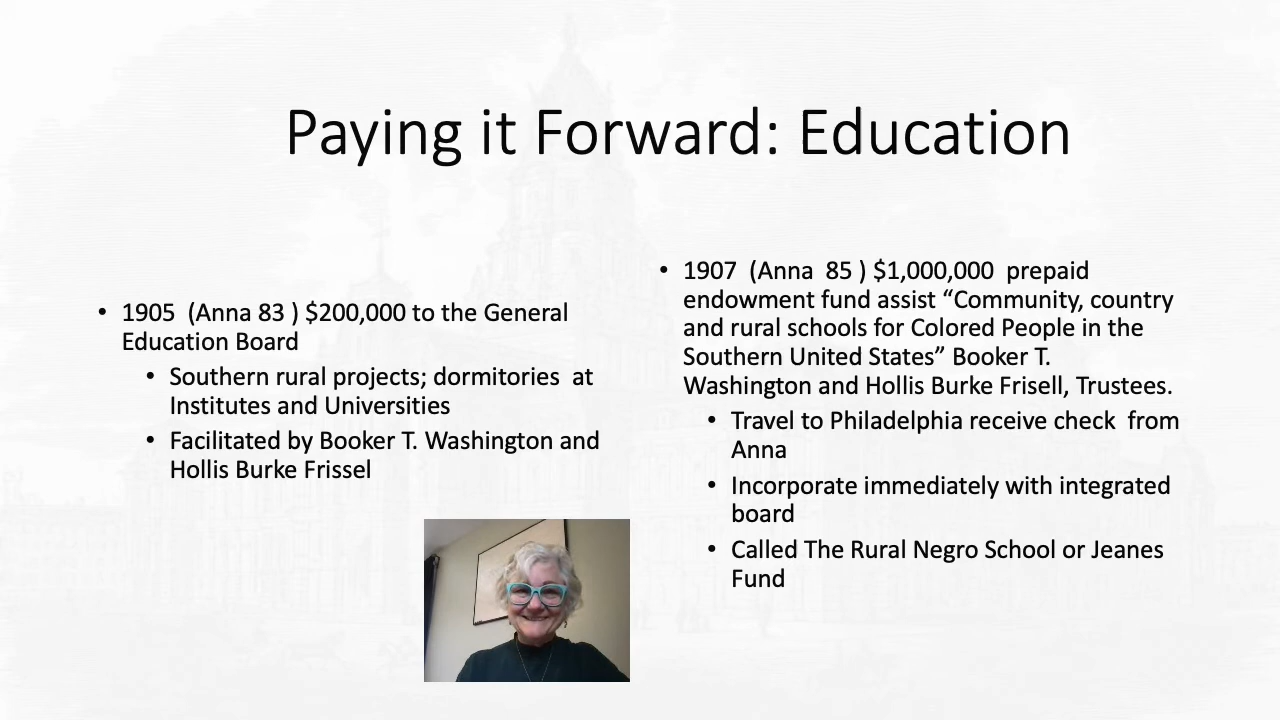 Paying it Forward: Education
• 1905 (Anna 83 ) $200,000 to the General
Education Board
• Southern rural projects; dormitories at
Institutes and Universities
• Facilitated by Booker T. Washington and
Hollis Burke Frissel
• 1907 (Anna 85 ) $1,000,000 prepaid
endowment fund assist “Community, country
and rural schools for Colored People in the
Southern United States” Booker T.
Washington and Hollis Burke Frisell, Trustees.
• Travel to Philadelphia receive check from
Anna
• Incorporate immediately with integrated
board
• Called The Rural Negro School or Jeanes
Fund